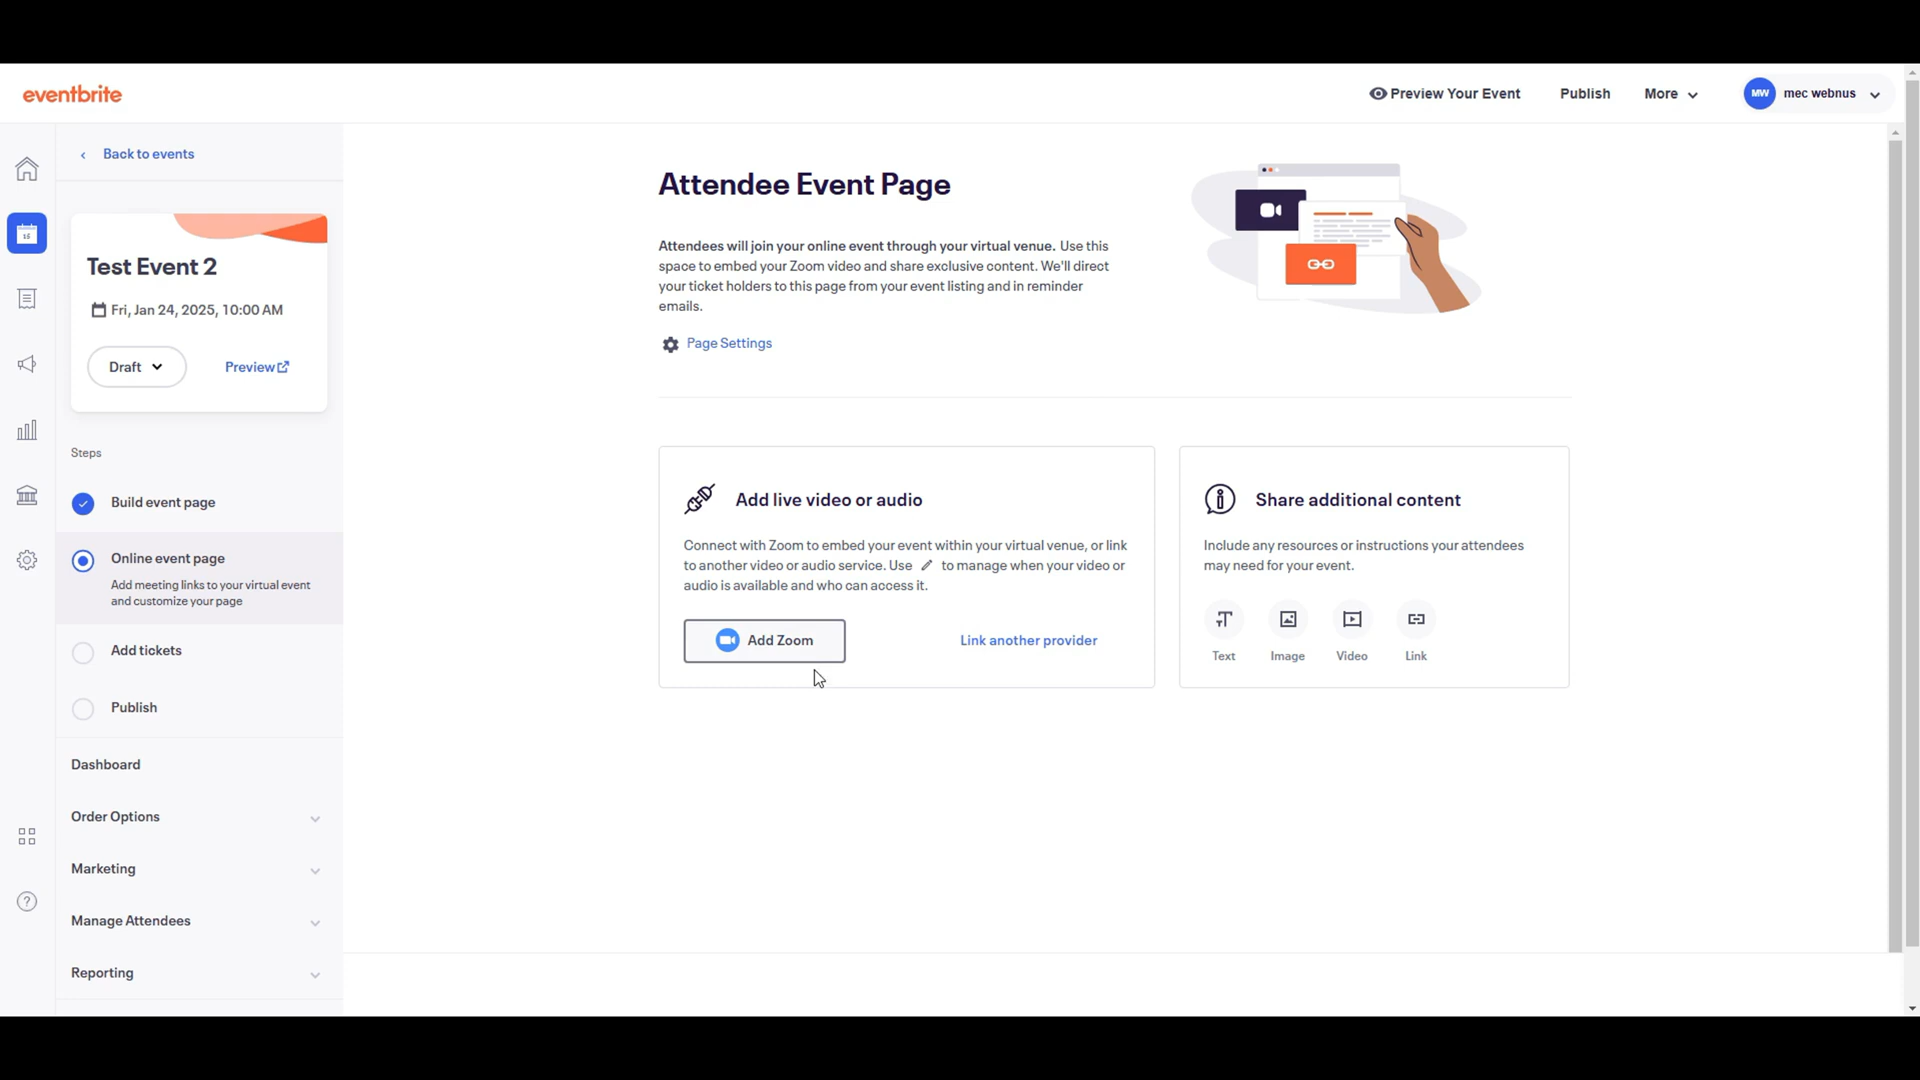 eventbrite
Preview Your Event
Publish
More
MW
mec webnus
Back to events
Test Event 2
Fri, Jan 24, 2025, 10:00 AM
Draft
Preview
Steps
Build event page
Online event page
Add meeting links to your virtual event
and customize your page
Add tickets
Publish
Dashboard
Order Options
Marketing
Manage Attendees
Reporting
Attendee Event Page
Attendees will join your online event through your virtual venue. Use this
space to embed your Zoom video and share exclusive content. We'll direct
your ticket holders to this page from your event listing and in reminder
emails.
Page Settings
Add live video or audio
Connect with Zoom to embed your event within your virtual venue, or link
to another video or audio service. Use to manage when your video or
audio is available and who can access it.
Add Zoom
Link another provider
Share additional content
Include any resources or instructions your attendees
may need for your event.
Text
Image
Video
Link